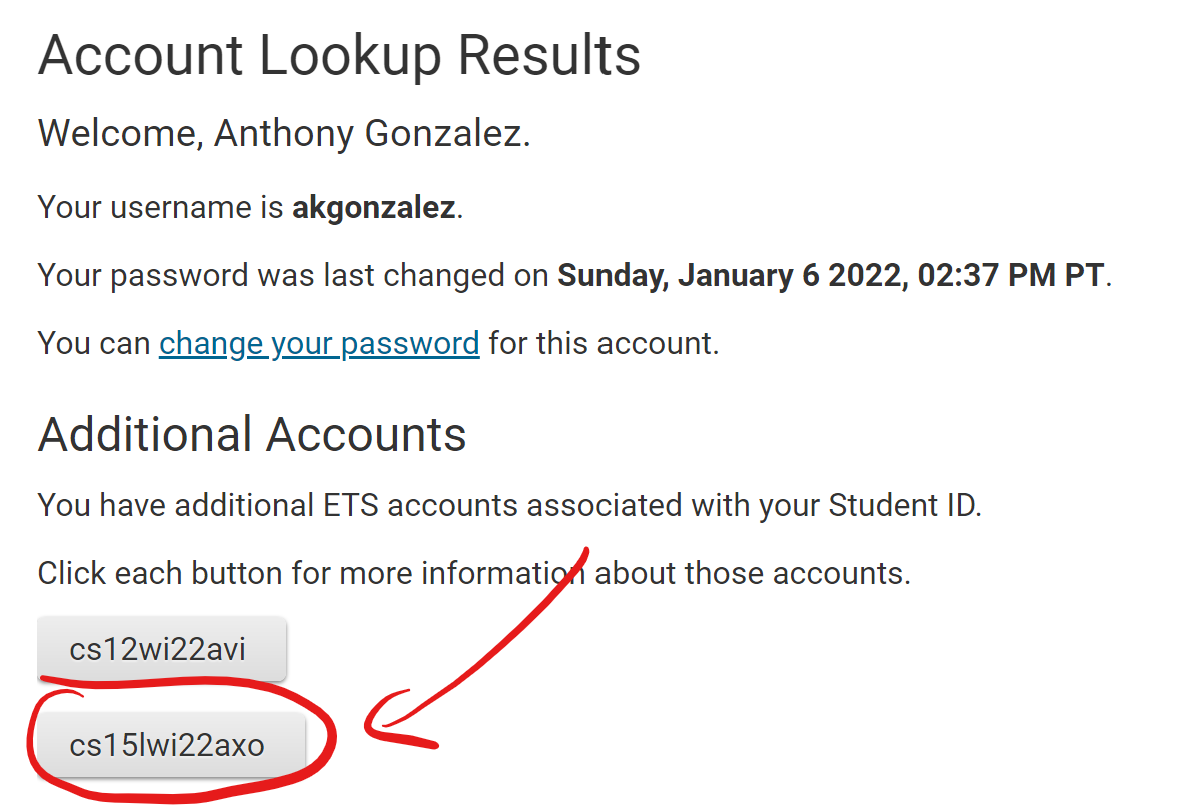 Account Lookup Results
Welcome, Anthony Gonzalez.
Your username is akgonzalez.
Your password was last changed on Sunday, January 6 2022, 02:37 PM PT.
You can change your password for this account.
Additional Accounts
You have additional ETS accounts associated with your Student ID.
Click each button for more information about those accounts.
cs12wi22avi
cs15lwi22axo